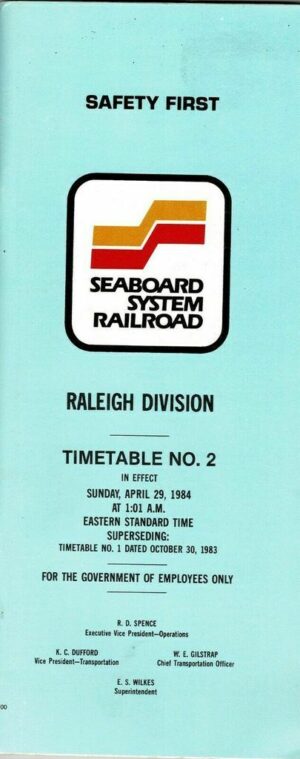 SAFETY FIRST
SEABOARD
SYSTEM
RAILROAD
RALEIGH DIVISION
TIMETABLE NO. 2
IN EFFECT
SUNDAY, APRIL 29, 1984
AT 1:01 A.M.
EASTERN STANDARD TIME
SUPERSEDING:
TIMETABLE NO. 1 DATED OCTOBER 30, 1983
FOR THE GOVERNMENT OF EMPLOYEES ONLY
R. D. SPENCE
Executive Vice President—Operations
K. C. DUFFORD
Vice President—Transportation
W. E. GILSTRAP
Chief Transportation Officer
E. S. WILKES
Superintendent
00